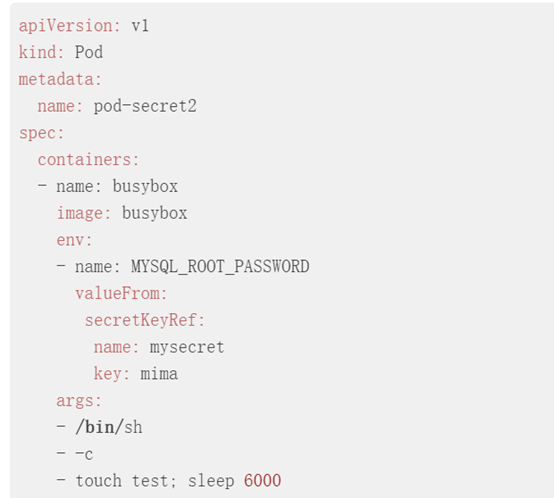 apiVersion: v1
kind: Pod
metadata:
  name: pod-secret2
spec:
  containers:
  - name: busybox
    image: busybox
    env:
    - name: MYSQL_ROOT_PASSWORD
      valueFrom:
       secretKeyRef:
        name: mysecret
        key: mima
    args:
    - /bin/sh
    - -c
    - touch test; sleep 6000